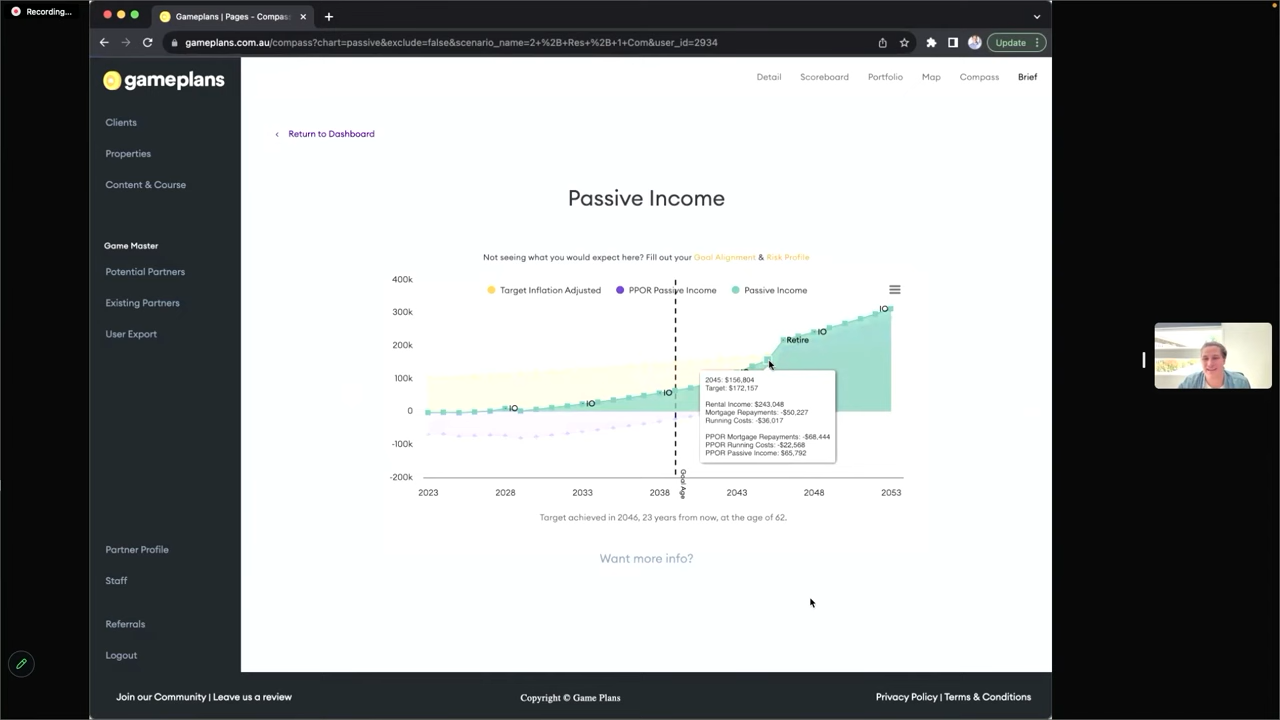 Recording...
Gameplans | Pages - Compas
gameplans.com.au/compass?chart=passive&exclude=false&scenario_name=2+%2B+Res+%2B+1+Com&user_id=2934
Update
gameplans
Detail
Scoreboard
Portfolio
Map
Compass
Brief
Clients
Properties
Content & Course
Game Master
Potential Partners
Existing Partners
User Export
Partner Profile
Staff
Referrals
Logout
Return to Dashboard
Passive Income
Not seeing what you would expect here? Fill out your Goal Alignment & Risk Profile
Target Inflation Adjusted
PPOR Passive Income
Passive Income
400k
300k
200k
100k
0
-100k
-200k
IO
IO
IO
Retire
IO
IO
2045: $156,804
Target: $172,157
Rental Income: $243,048
Mortgage Repayments: -$50,227
Running Costs: -$36,017
PPOR Mortgage Repayments: -$68,444
PPOR Running Costs: -$22,568
PPOR Passive Income: $65,792
Goal Age
2023
2028
2033
2038
2043
2048
2053
Target achieved in 2046, 23 years from now, at the age of 62.
Want more info?
Join our Community | Leave us a review
Copyright © Game Plans
Privacy Policy | Terms & Conditions